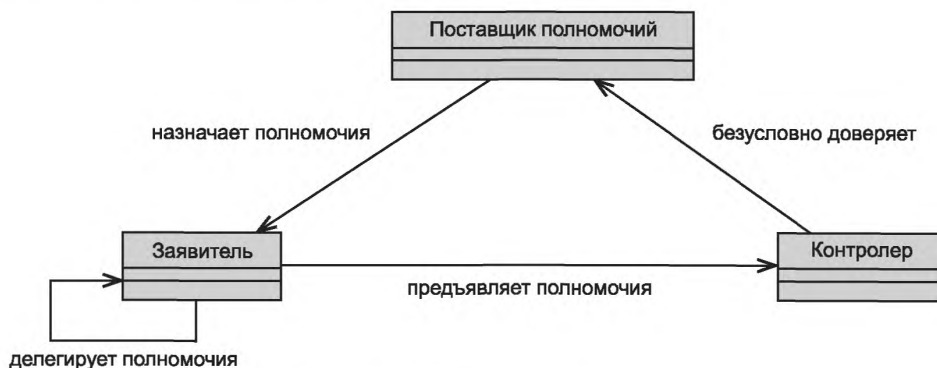 Поставщик полномочий
назначает полномочия
безусловно доверяет
Заявитель
Контролер
предъявляет полномочия
делегирует полномочия